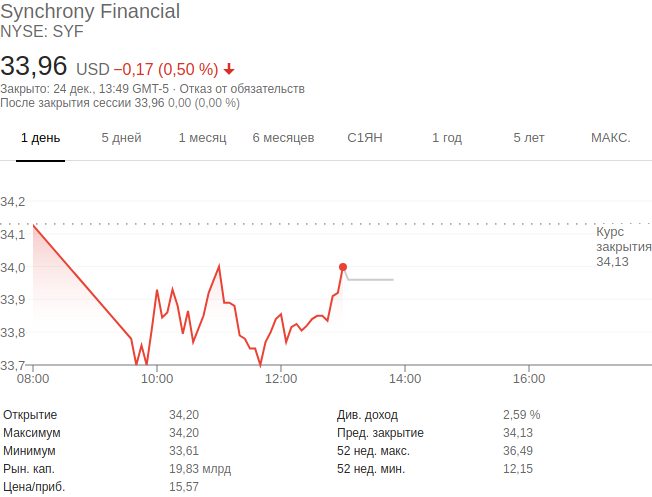 Synchrony Financial
NYSE: SYF
33,96 USD −0,17 (0,50 %)
Закрыто: 24 дек., 13:49 GMT-5 · Отказ от обязательств
После закрытия сессии 33,96 0,00 (0,00 %)
1 день 5 дней 1 месяц 6 месяцев С1ЯН 1 год 5 лет МАКС.
34,2
34,1
34,0
33,9
33,8
33,7
Курс
закрытия
34,13
08:00 10:00 12:00 14:00 16:00
Открытие 34,20 Див. доход 2,59 %
Максимум 34,20 Пред. закрытие 34,13
Минимум 33,61 52 нед. макс. 36,49
Рын. кап. 19,83 млрд 52 нед. мин. 12,15
Цена/приб. 15,57